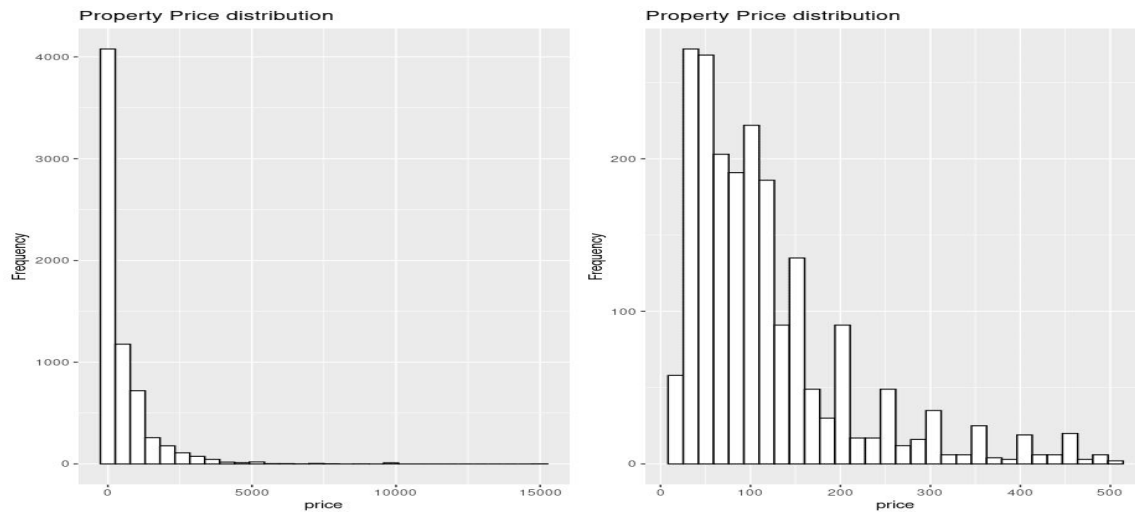 Property Price distribution
4000
3000
2000
1000
0
Frequency
0 5000 10000 15000
price
Property Price distribution
200
100
0
Frequency
0 100 200 300 400 500
price